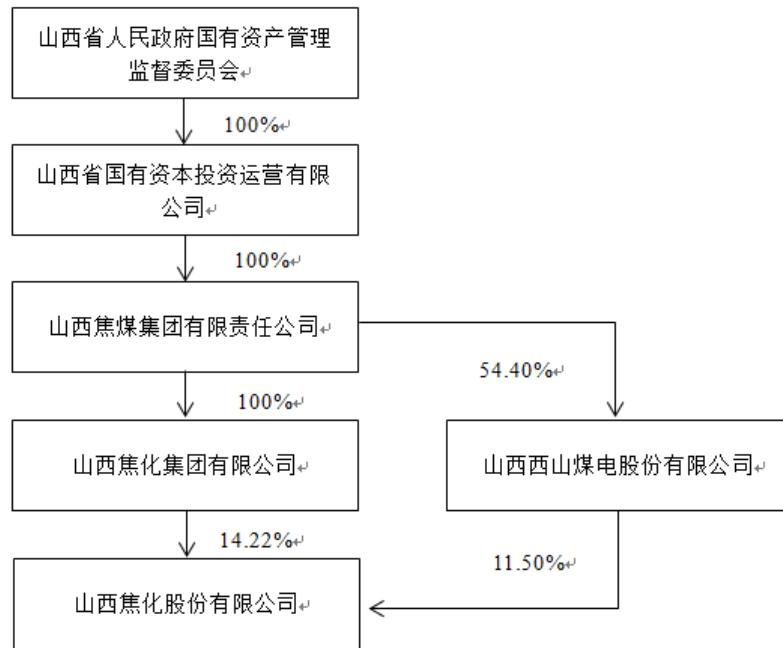 山西省人民政府国有资产管理
监督委员会
100%
山西省国有资本投资运营有限
公司
100%
山西焦煤集团有限责任公司
54.40%
100%
山西焦化集团有限公司
山西西山煤电股份有限公司
14.22%
11.50%
山西焦化股份有限公司